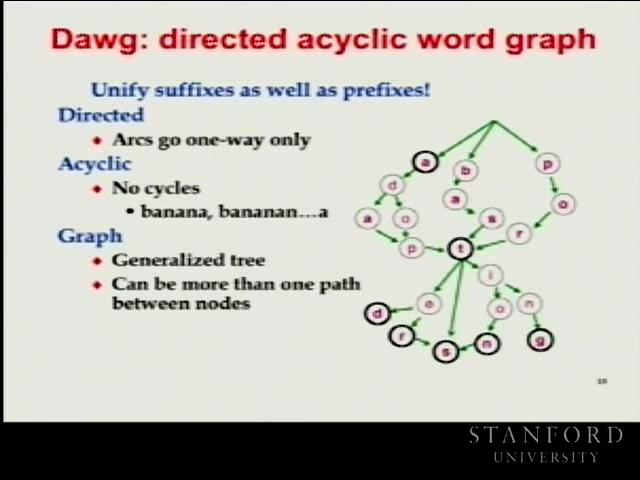 Dawg: directed acyclic word graph
Unify suffixes as well as prefixes!
Directed
Arcs go one-way only
Acyclic
No cycles
banana, bananan...a
Graph
Generalized tree
Can be more than one path
between nodes
a
b
p
d
a
o
a
o
s
r
p
t
i
e
d
o
n
r
s
n
g
STANFORD
UNIVERSITY